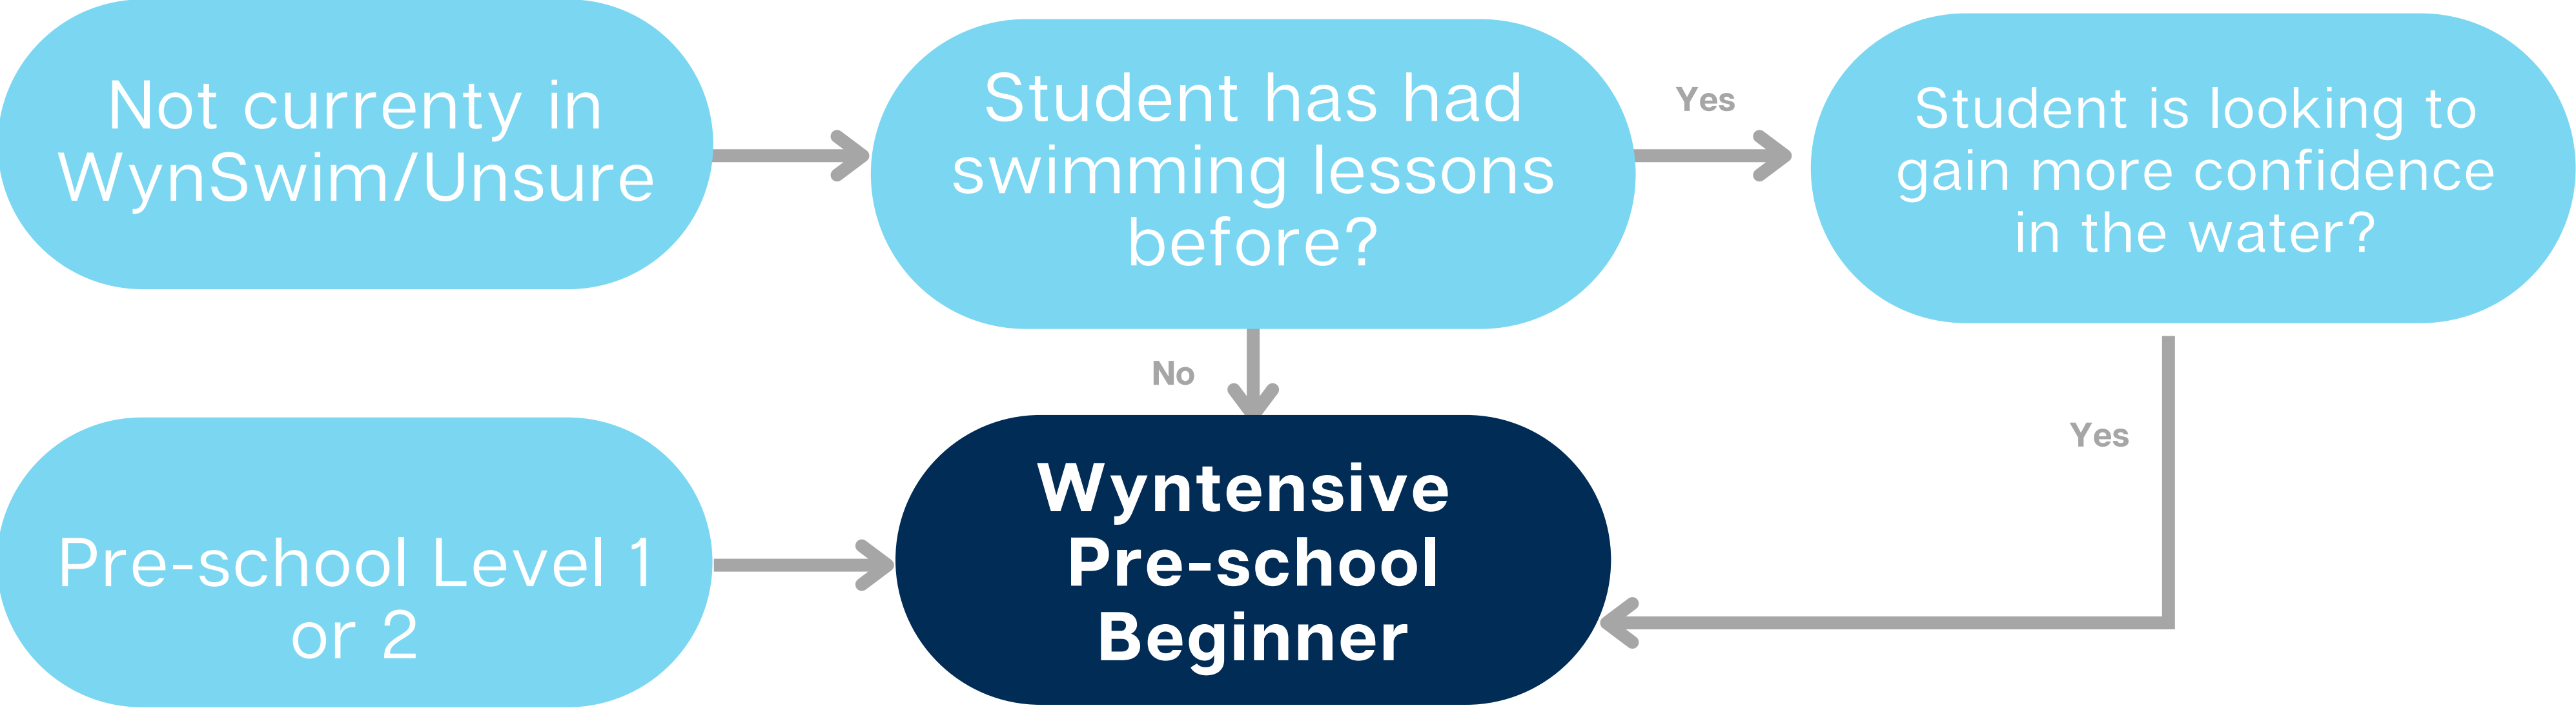 Not currenty in
WynSwim/Unsure
Student has had
swimming lessons
before?
Yes
Student is looking to
gain more confidence
in the water?
No
Yes
Pre-school Level 1
or 2
Wyntensive
Pre-school
Beginner